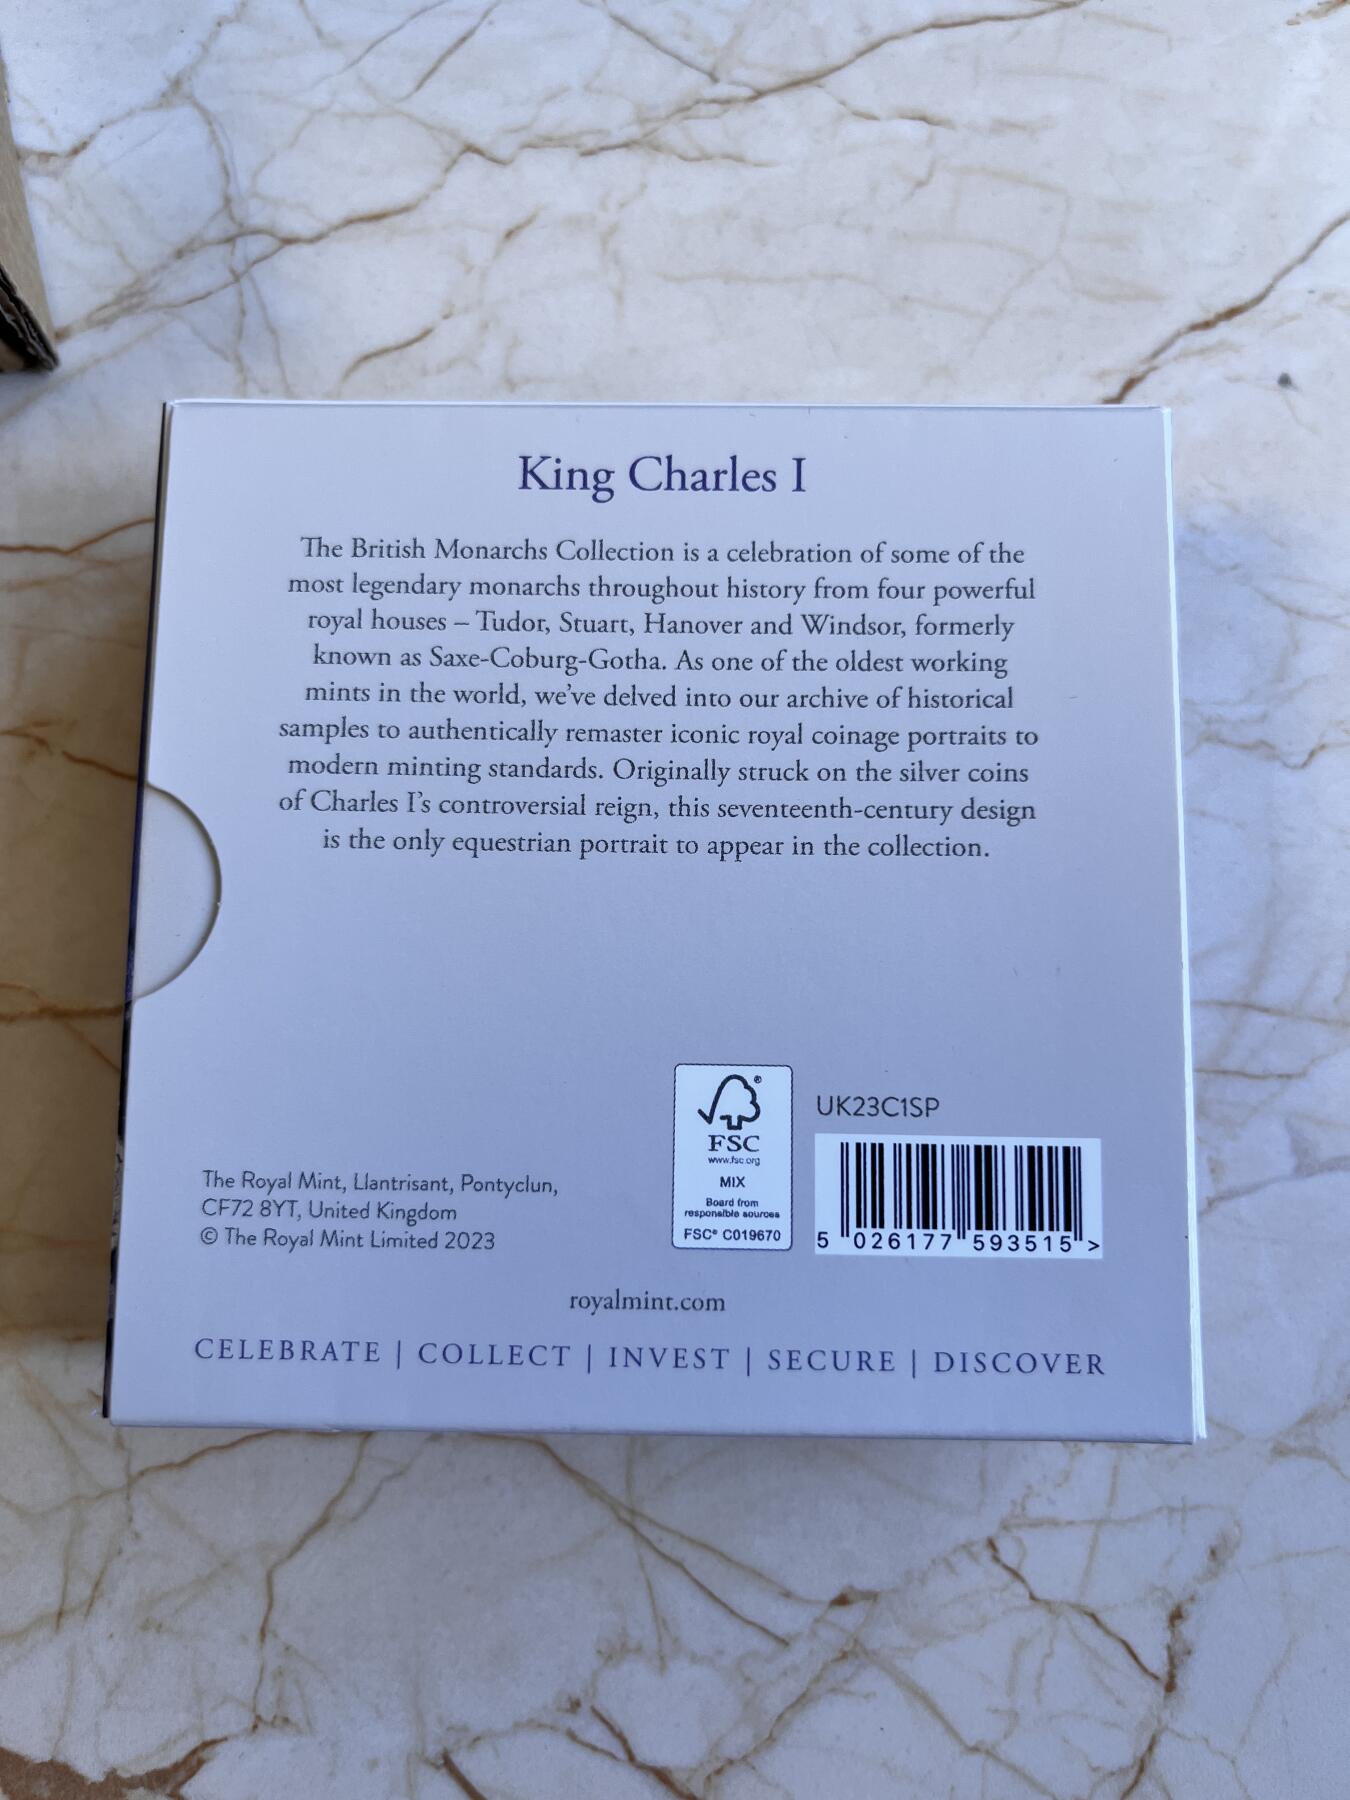 King Charles I
The British Monarchs Collection is a celebration of some of the
most legendary monarchs throughout history from four powerful
royal houses – Tudor, Stuart, Hanover and Windsor, formerly
known as Saxe-Coburg-Gotha. As one of the oldest working
mints in the world, we've delved into our archive of historical
samples to authentically remaster iconic royal coinage portraits to
modern minting standards. Originally struck on the silver coins
of Charles I's controversial reign, this seventeenth-century design
is the only equestrian portrait to appear in the collection.
The Royal Mint, Llantrisant, Pontyclun,
CF72 8YT, United Kingdom
© The Royal Mint Limited 2023
®
FSC
www.fsc.org
MIX
Board from
responsible sources
FSC® C019670
UK23C1SP
5 026177 593515 >
royalmint.com
CELEBRATE | COLLECT | INVEST | SECURE | DISCOVER